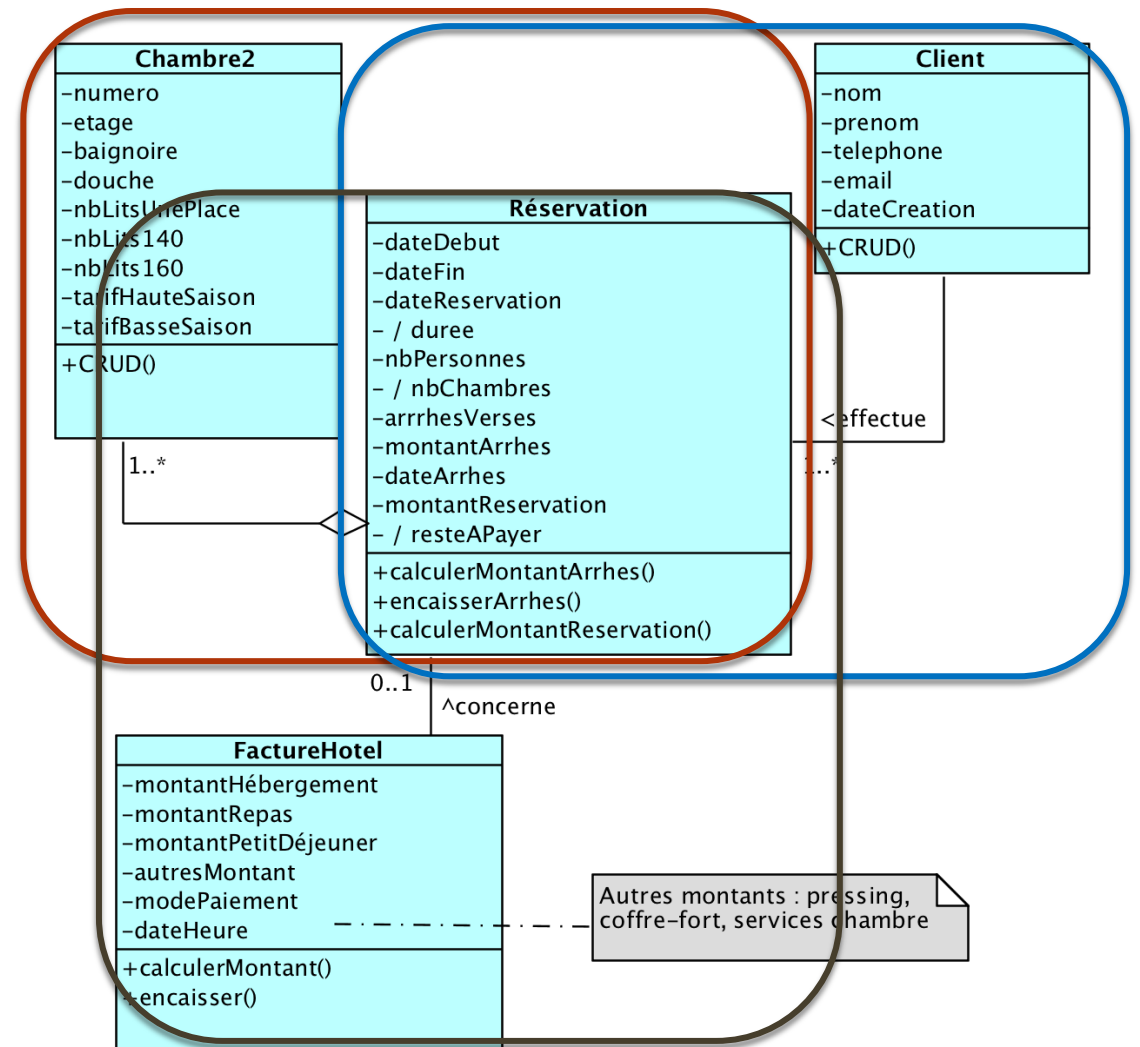 Chambre2
-numero
-etage
-baignoire
-douche
-nbLitsUnePlace
-nbLits140
-nbLits160
-tarifHauteSaison
-tarifBasseSaison
+CRUD()
Client
-nom
-prenom
-telephone
-email
-dateCreation
+CRUD()
Réservation
-dateDebut
-dateFin
-dateReservation
- / duree
-nbPersonnes
- / nbChambres
-arrrhesVerses
-montantArrhes
-dateArrhes
-montantReservation
- / resteAPayer
+calculerMontantArrhes()
+encaisserArrhes()
+calculerMontantReservation()
<effectue
1..*
1..*
0..1
^concerne
FactureHotel
-montantHébergement
-montantRepas
-montantPetitDéjeuner
-autresMontant
-modePaiement
-dateHeure
+calculerMontant()
+encaisser()
Autres montants : pressing,
coffre-fort, services chambre